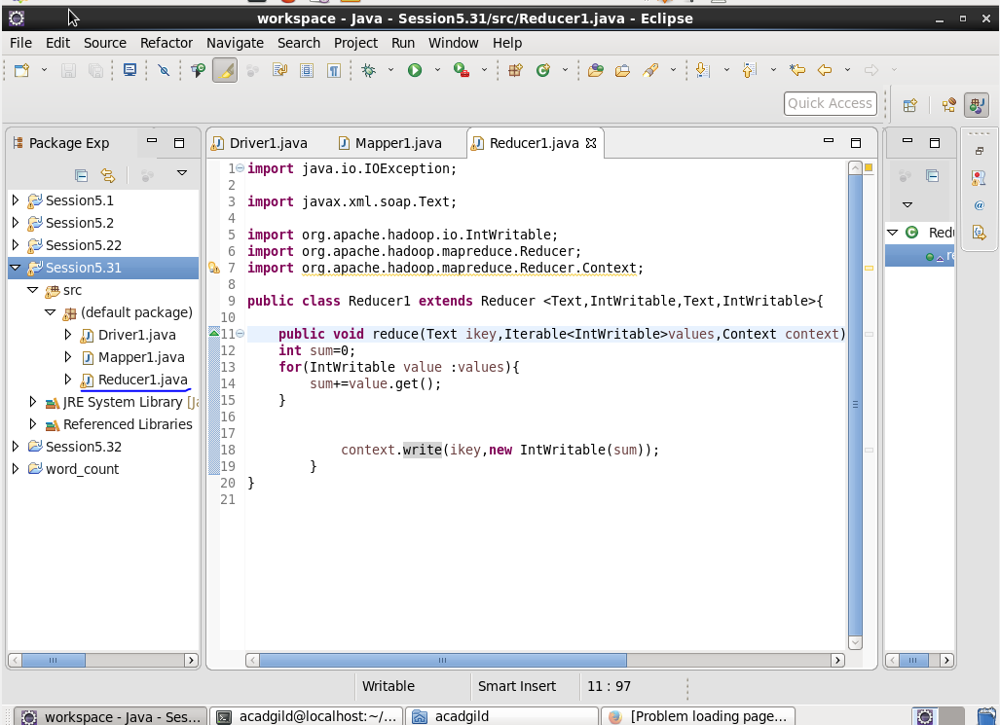 workspace - Java - Session5.31/src/Reducer1.java - Eclipse
File Edit Source Refactor Navigate Search Project Run Window Help
Quick Access
Package Exp
Session5.1
Session5.2
Session5.22
Session5.31
src
(default package)
Driver1.java
Mapper1.java
Reducer1.java
JRE System Library [Ja
Referenced Libraries
Session5.32
word_count
Driver1.java Mapper1.java Reducer1.java
1 import java.io.IOException;
2
3 import javax.xml.soap.Text;
4
5 import org.apache.hadoop.io.IntWritable;
6 import org.apache.hadoop.mapreduce.Reducer;
7 import org.apache.hadoop.mapreduce.Reducer.Context;
8
9 public class Reducer1 extends Reducer <Text,IntWritable,Text,IntWritable>{
10
11 public void reduce(Text ikey,Iterable<IntWritable>values,Context context)
12 int sum=0;
13 for(IntWritable value :values){
14 sum+=value.get();
15 }
16
17
18 context.write(ikey,new IntWritable(sum));
19 }
20 }
21
Redu
re
Writable Smart Insert 11 : 97
workspace - Java - Ses... acadgild@localhost:~/... acadgild [Problem loading page...